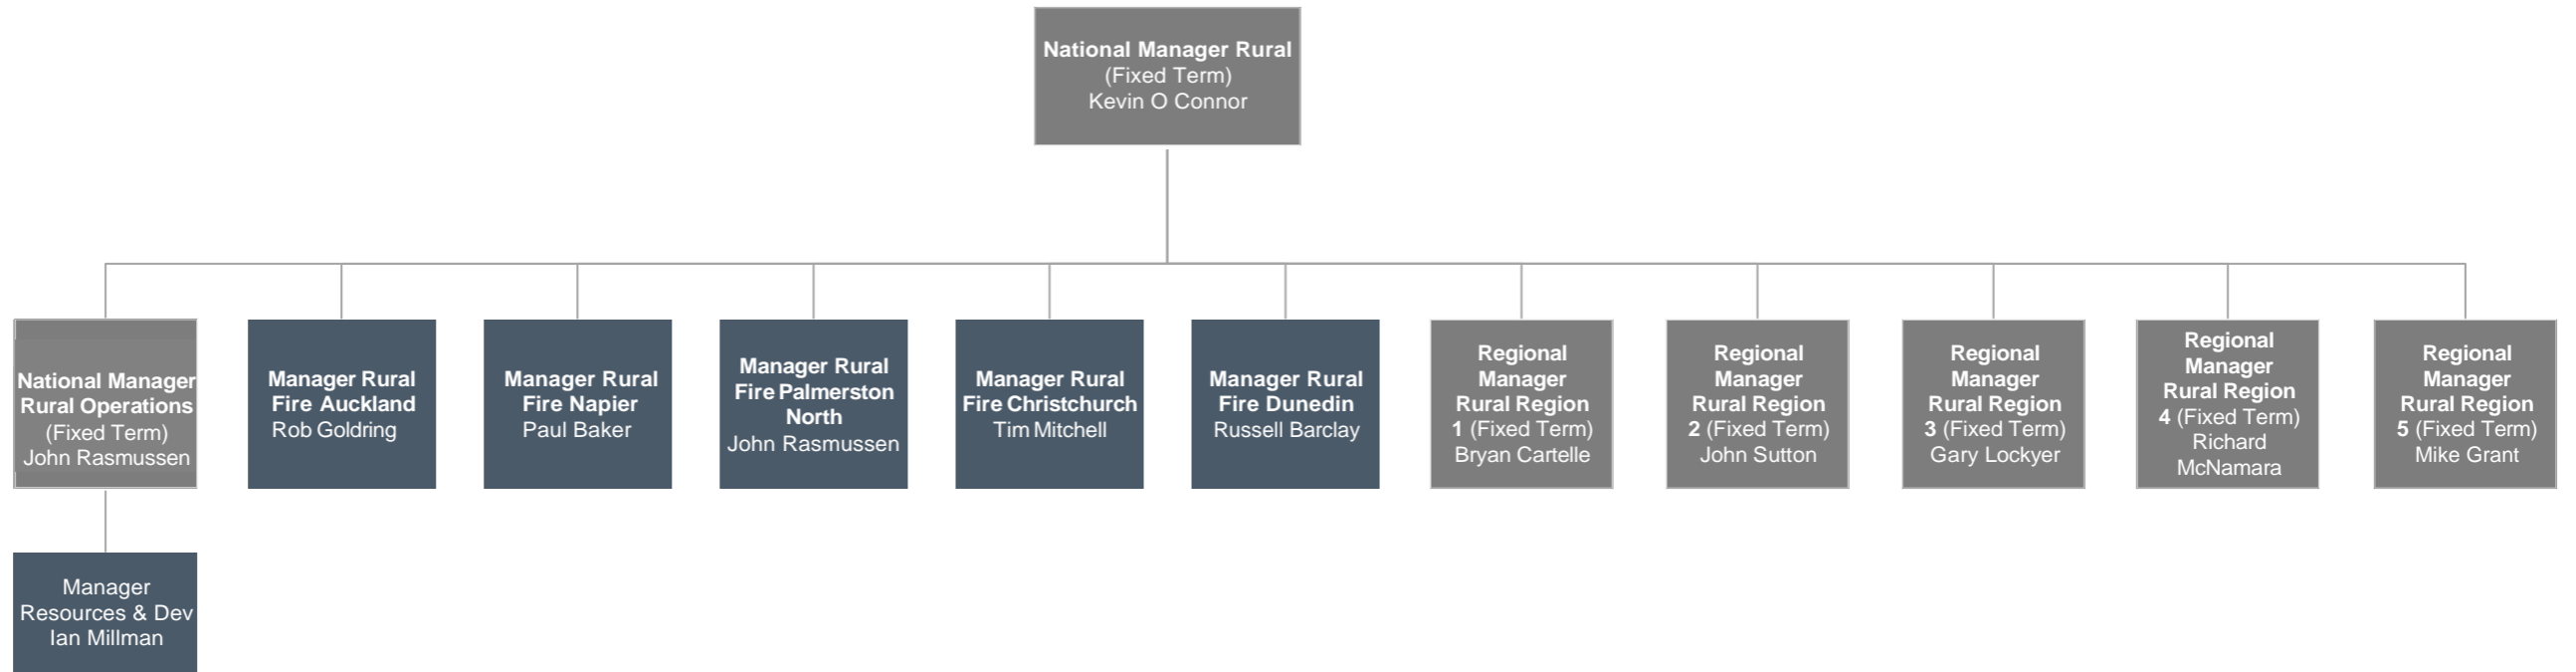 National Manager Rural
(Fixed Term)
Kevin O Connor
National Manager
Rural Operations
(Fixed Term)
John Rasmussen
Manager Rural
Fire Auckland
Rob Goldring
Manager Rural
Fire Napier
Paul Baker
Manager Rural
Fire Palmerston
North
John Rasmussen
Manager Rural
Fire Christchurch
Tim Mitchell
Manager Rural
Fire Dunedin
Russell Barclay
Regional
Manager
Rural Region
1 (Fixed Term)
Bryan Cartelle
Regional
Manager
Rural Region
2 (Fixed Term)
John Sutton
Regional
Manager
Rural Region
3 (Fixed Term)
Gary Lockyer
Regional
Manager
Rural Region
4 (Fixed Term)
Richard
McNamara
Regional
Manager
Rural Region
5 (Fixed Term)
Mike Grant
Manager
Resources & Dev
Ian Millman